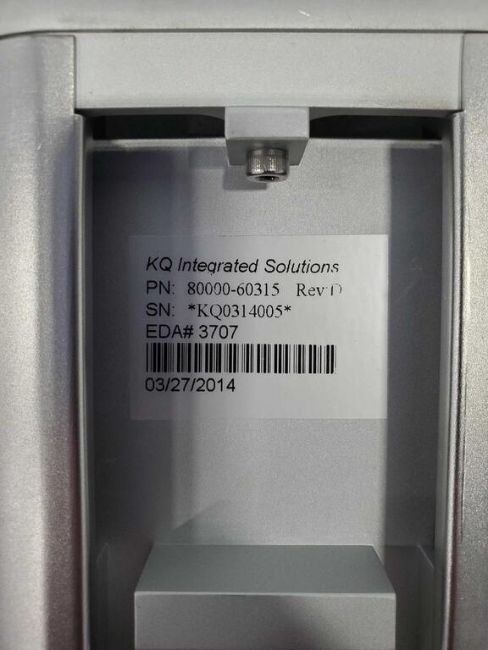 KQ Integrated Solutions
PN: 80000-60315 Rev:D
SN: *KQ0314005*
EDA# 3707
03/27/2014